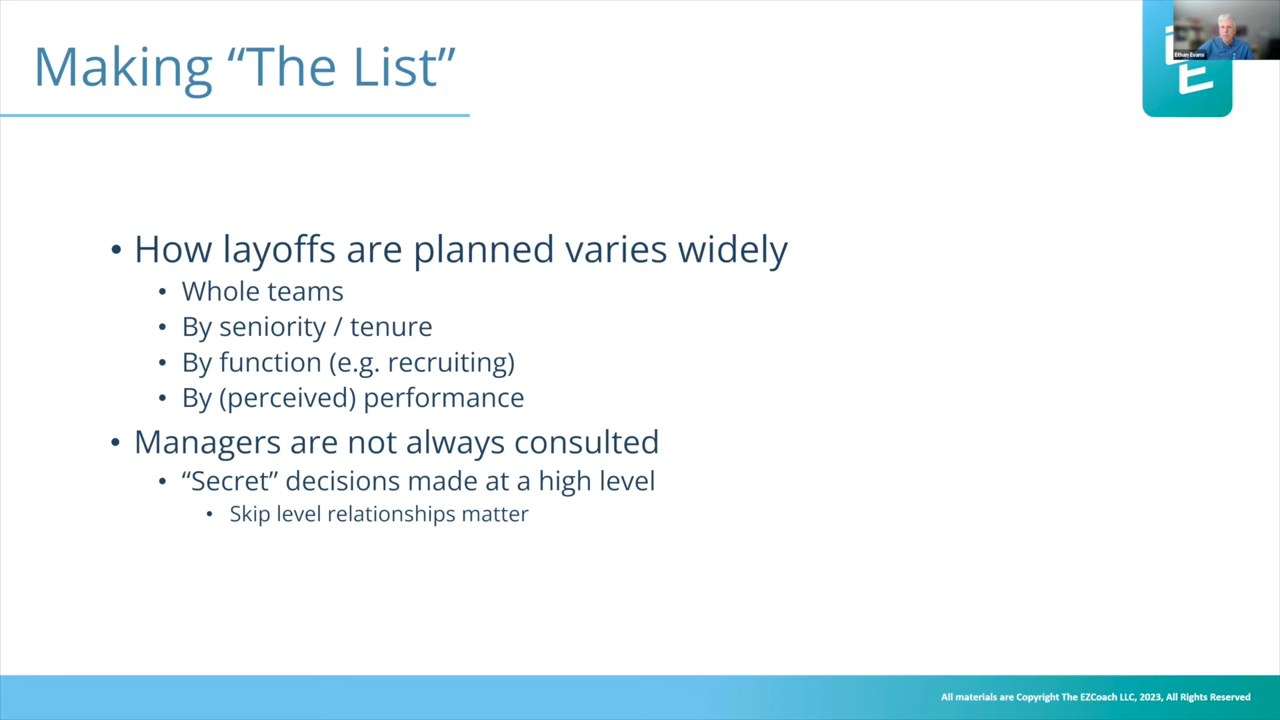 Making “The List”
Ethan Evans
E
• How layoffs are planned varies widely
• Whole teams
• By seniority / tenure
• By function (e.g. recruiting)
• By (perceived) performance
• Managers are not always consulted
• “Secret” decisions made at a high level
• Skip level relationships matter
All materials are Copyright The EZCoach LLC, 2023, All Rights Reserved